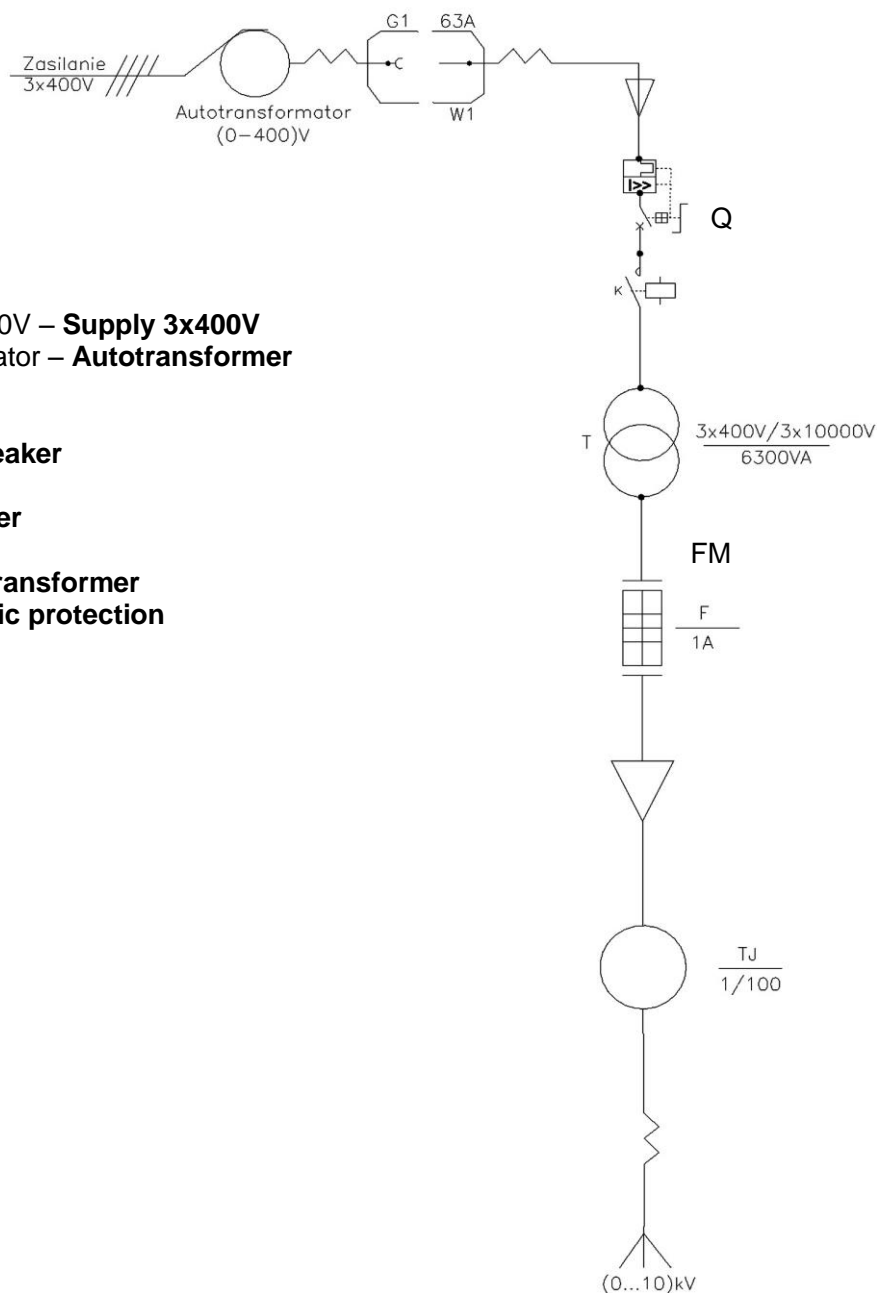 G1 63A
Zasilanie
3x400V
Autotransformator
(0-400)V
W1
I>>
Q
K
0V – Supply 3x400V
ator – Autotransformer
eaker
er
T
3x400V/3x10000V
6300VA
ransformer
ic protection
FM
F
1A
TJ
1/100
(0...10)kV